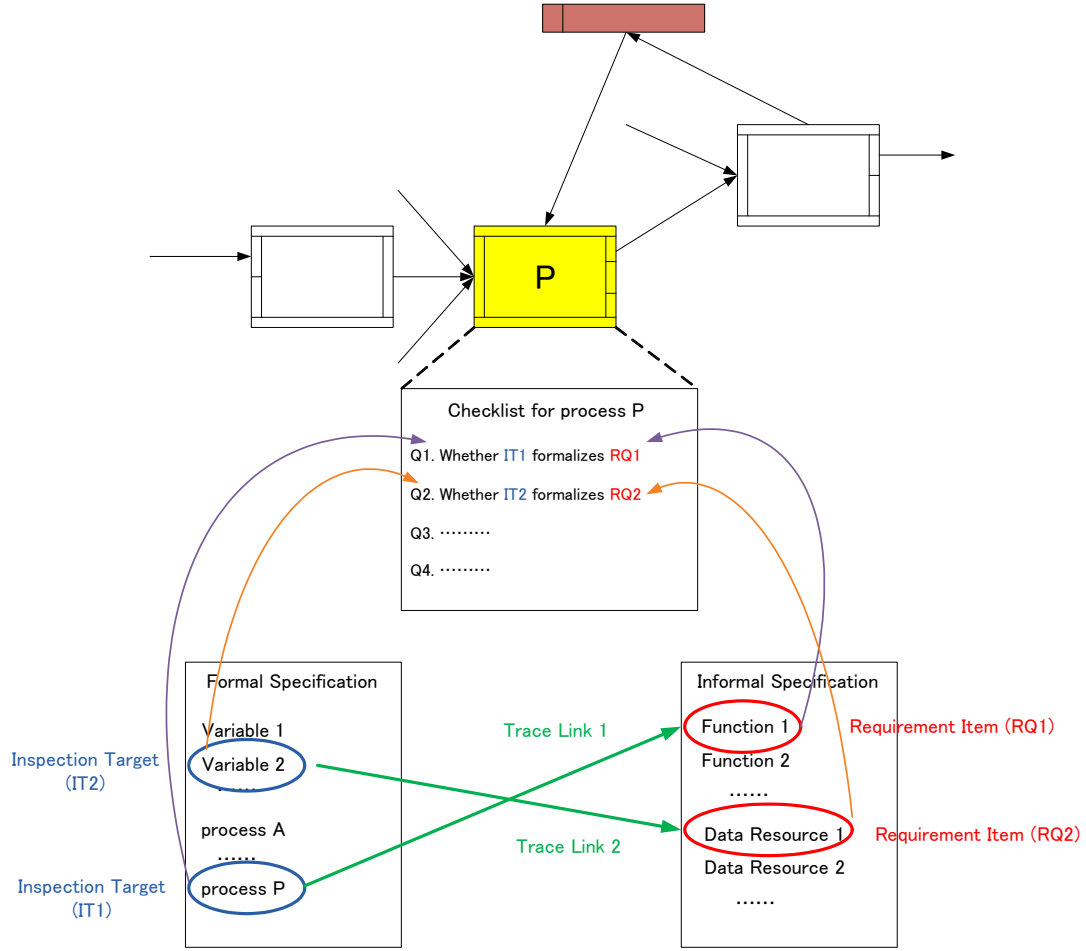 P
Checklist for process P
Q1. Whether IT1 formalizes RQ1
Q2. Whether IT2 formalizes RQ2
Q3. ………
Q4. ………
Formal Specification
Variable 1
Variable 2
……
process A
……
process P
Inspection Target
(IT2)
Inspection Target
(IT1)
Trace Link 1
Trace Link 2
Informal Specification
Function 1
Function 2
……
Data Resource 1
Data Resource 2
……
Requirement Item (RQ1)
Requirement Item (RQ2)